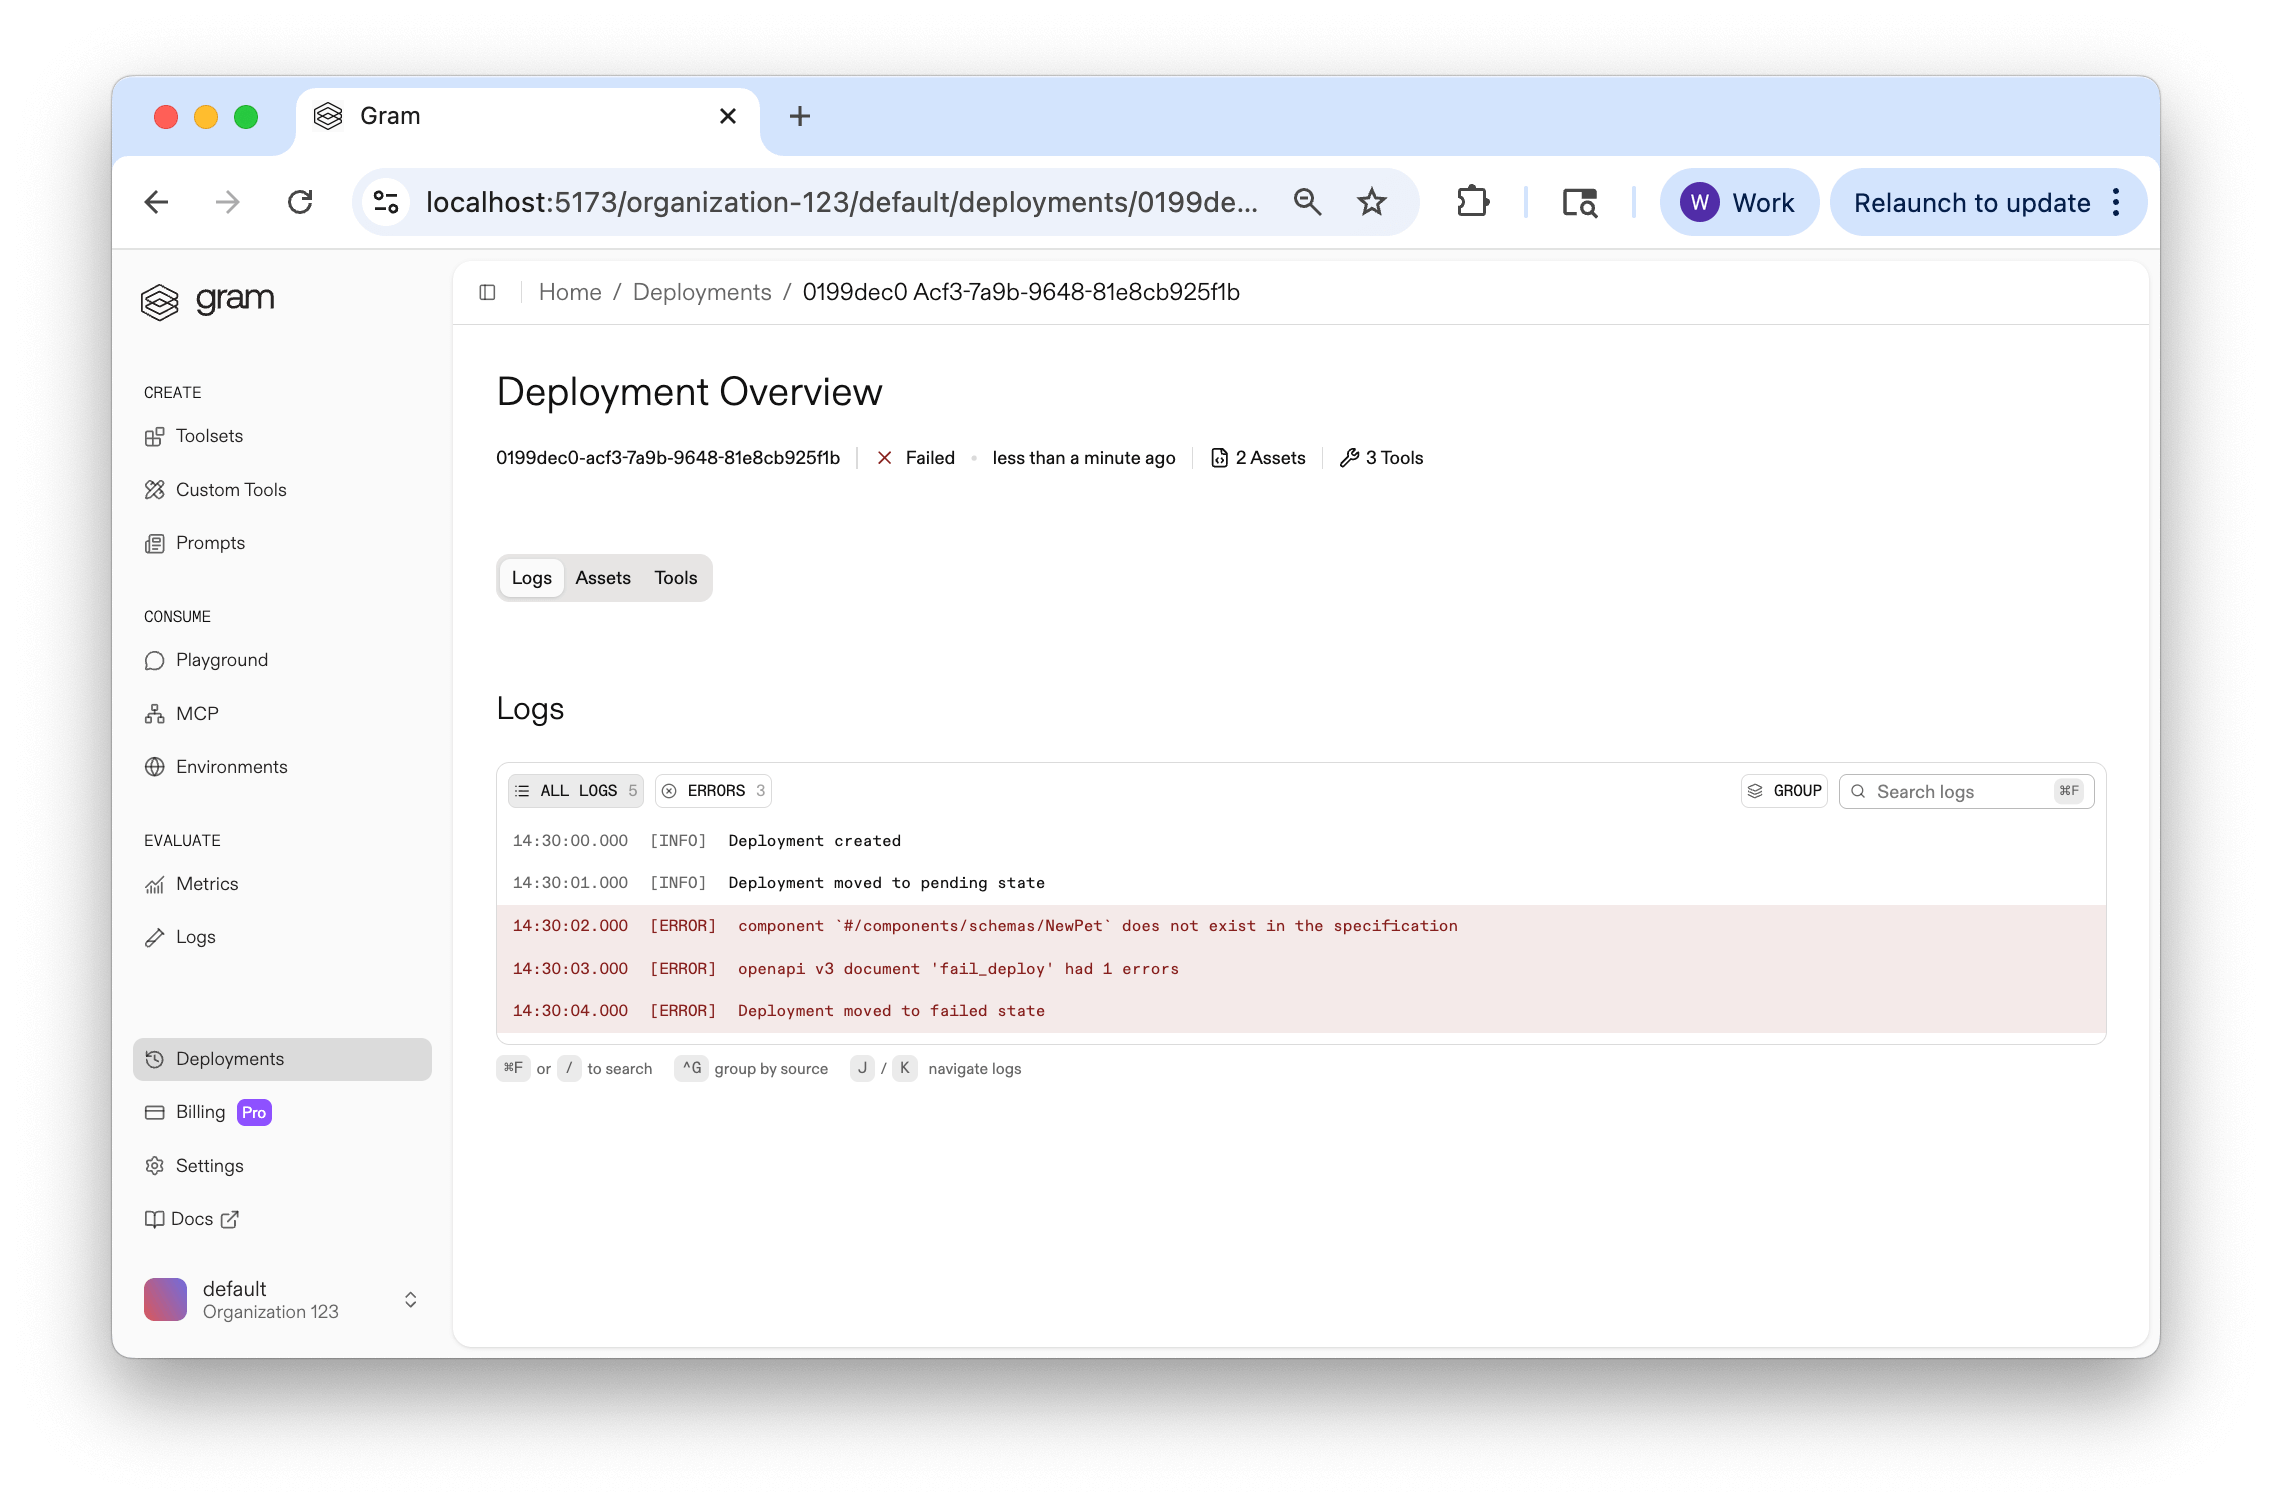 Gram
localhost:5173/organization-123/default/deployments/0199de...
W Work
Relaunch to update
gram
CREATE
Toolsets
Custom Tools
Prompts
CONSUME
Playground
MCP
Environments
EVALUATE
Metrics
Logs
Deployments
Billing Pro
Settings
Docs
default
Organization 123
Home / Deployments / 0199dec0 Acf3-7a9b-9648-81e8cb925f1b
Deployment Overview
0199dec0-acf3-7a9b-9648-81e8cb925f1b Failed • less than a minute ago 2 Assets 3 Tools
Logs Assets Tools
Logs
ALL LOGS 5 ERRORS 3 GROUP Search logs ⌘F
14:30:00.000 [INFO] Deployment created
14:30:01.000 [INFO] Deployment moved to pending state
14:30:02.000 [ERROR] component `#/components/schemas/NewPet` does not exist in the specification
14:30:03.000 [ERROR] openapi v3 document 'fail_deploy' had 1 errors
14:30:04.000 [ERROR] Deployment moved to failed state
⌘F or / to search ^G group by source J / K navigate logs